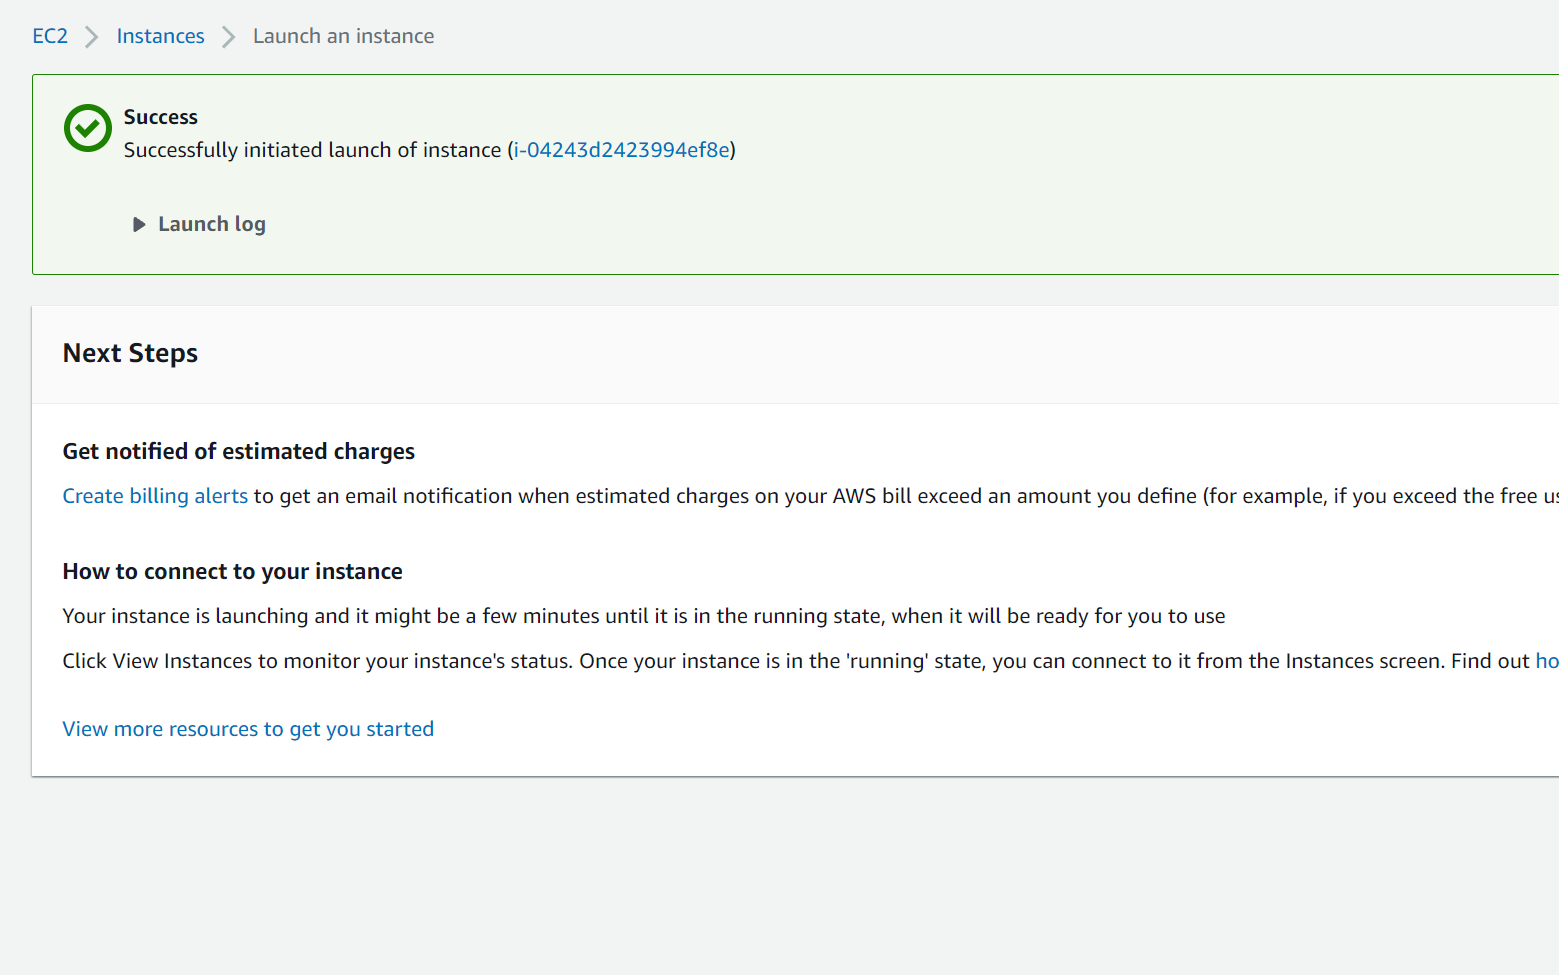 EC2 Instances Launch an instance
Success
Successfully initiated launch of instance (i-04243d2423994ef8e)
Launch log
Next Steps
Get notified of estimated charges
Create billing alerts to get an email notification when estimated charges on your AWS bill exceed an amount you define (for example, if you exceed the free us
How to connect to your instance
Your instance is launching and it might be a few minutes until it is in the running state, when it will be ready for you to use
Click View Instances to monitor your instance's status. Once your instance is in the 'running' state, you can connect to it from the Instances screen. Find out ho
View more resources to get you started